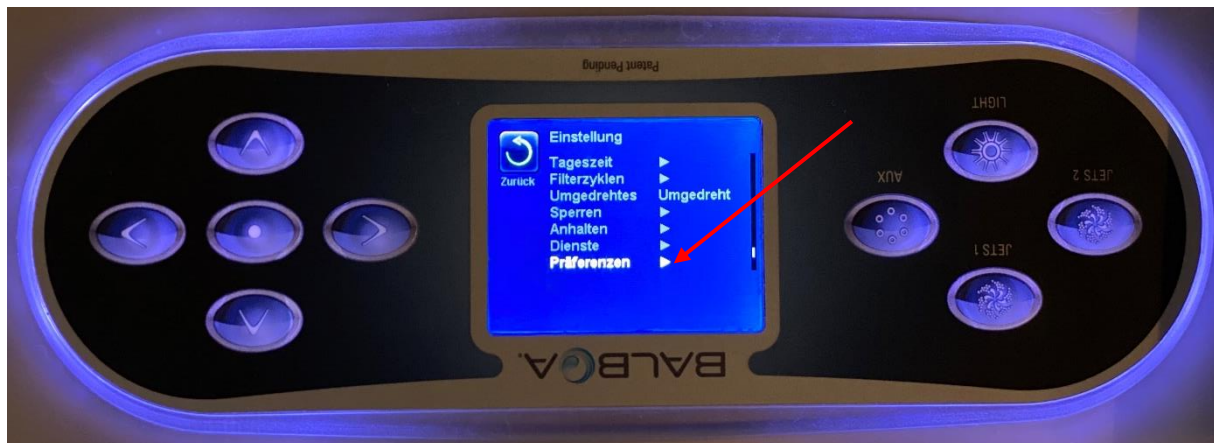 Patent Pending
Einstellung
Zurück
Tageszeit
Filterzyklen
Umgedrehtes Umgedreht
Sperren
Anhalten
Dienste
Präferenzen
LIGHT
AUX
JETS 2
JETS 1
BALBOA.